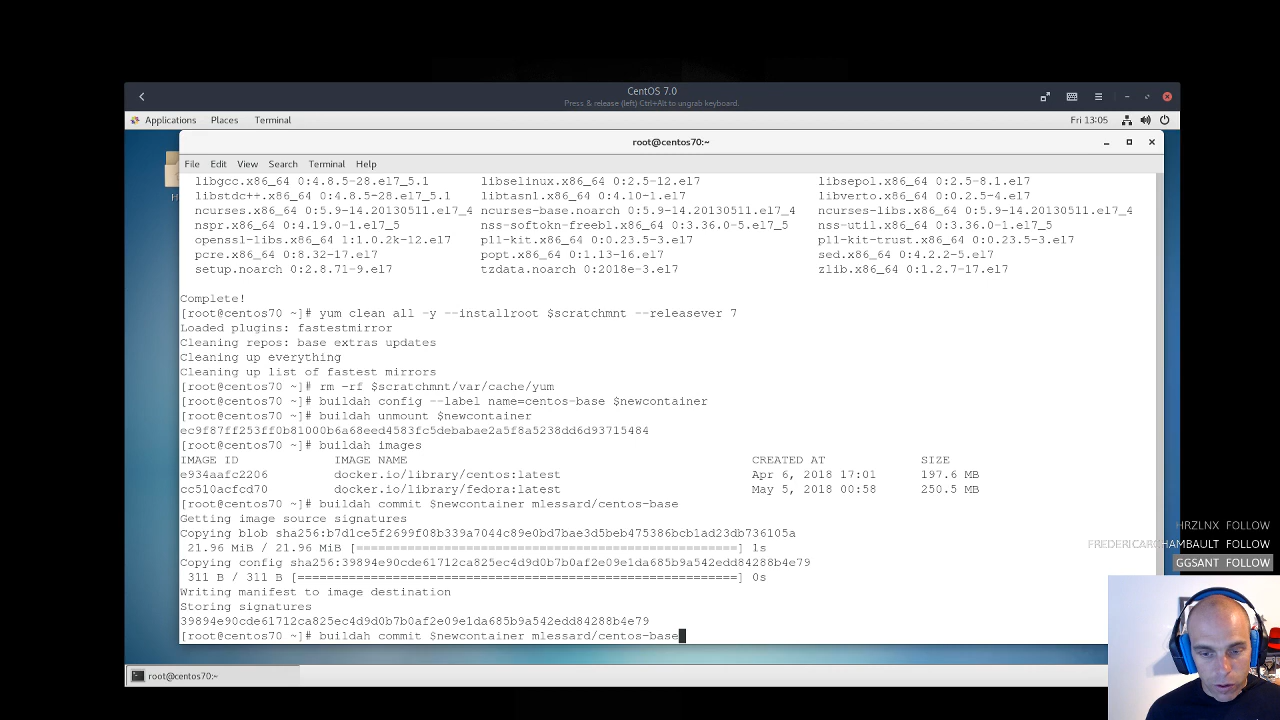 CentOS 7.0
Press & release (left) Ctrl+Alt to ungrab keyboard.
Applications Places Terminal Fri 13:05
root@centos70:~
File Edit View Search Terminal Help
libgcc.x86_64 0:4.8.5-28.el7_5.1 libselinux.x86_64 0:2.5-12.el7 libsepol.x86_64 0:2.5-8.1.el7
libstdc++.x86_64 0:4.8.5-28.el7_5.1 libtasn1.x86_64 0:4.10-1.el7 libverto.x86_64 0:0.2.5-4.el7
ncurses.x86_64 0:5.9-14.20130511.el7_4 ncurses-base.noarch 0:5.9-14.20130511.el7_4 ncurses-libs.x86_64 0:5.9-14.20130511.el7_4
nspr.x86_64 0:4.19.0-1.el7_5 nss-softokn-freebl.x86_64 0:3.36.0-5.el7_5 nss-util.x86_64 0:3.36.0-1.el7_5
openssl-libs.x86_64 1:1.0.2k-12.el7 p11-kit.x86_64 0:0.23.5-3.el7 p11-kit-trust.x86_64 0:0.23.5-3.el7
pcre.x86_64 0:8.32-17.el7 popt.x86_64 0:1.13-16.el7 sed.x86_64 0:4.2.2-5.el7
setup.noarch 0:2.8.71-9.el7 tzdata.noarch 0:2018e-3.el7 zlib.x86_64 0:1.2.7-17.el7
Complete!
[root@centos70 ~]# yum clean all -y --installroot $scratchmnt --releasever 7
Loaded plugins: fastestmirror
Cleaning repos: base extras updates
Cleaning up everything
Cleaning up list of fastest mirrors
[root@centos70 ~]# rm -rf $scratchmnt/var/cache/yum
[root@centos70 ~]# buildah config --label name=centos-base $newcontainer
[root@centos70 ~]# buildah unmount $newcontainer
ec9f87ff253ff0b81000b6a68eed4583fc5debabae2a5f8a5238dd6d93715484
[root@centos70 ~]# buildah images
IMAGE ID IMAGE NAME CREATED AT SIZE
e934aafc2206 docker.io/library/centos:latest Apr 6, 2018 17:01 197.6 MB
cc510acfcd70 docker.io/library/fedora:latest May 5, 2018 00:58 250.5 MB
[root@centos70 ~]# buildah commit $newcontainer mlessard/centos-base
Getting image source signatures
Copying blob sha256:b7d1ce5f2699f08b339a7044c89e0bd7bae3d5beb475386bcb1ad23db736105a
21.96 MiB / 21.96 MiB [====================================================] 1s
Copying config sha256:39894e90cde61712ca825ec4d9d0b7b0af2e09e1da685b9a542edd84288b4e79
311 B / 311 B [============================================================] 0s
Writing manifest to image destination
Storing signatures
39894e90cde61712ca825ec4d9d0b7b0af2e09e1da685b9a542edd84288b4e79
[root@centos70 ~]# buildah commit $newcontainer mlessard/centos-base
HRZLNX FOLLOW
FOLLOW
GGSANT FOLLOW
root@centos70:~